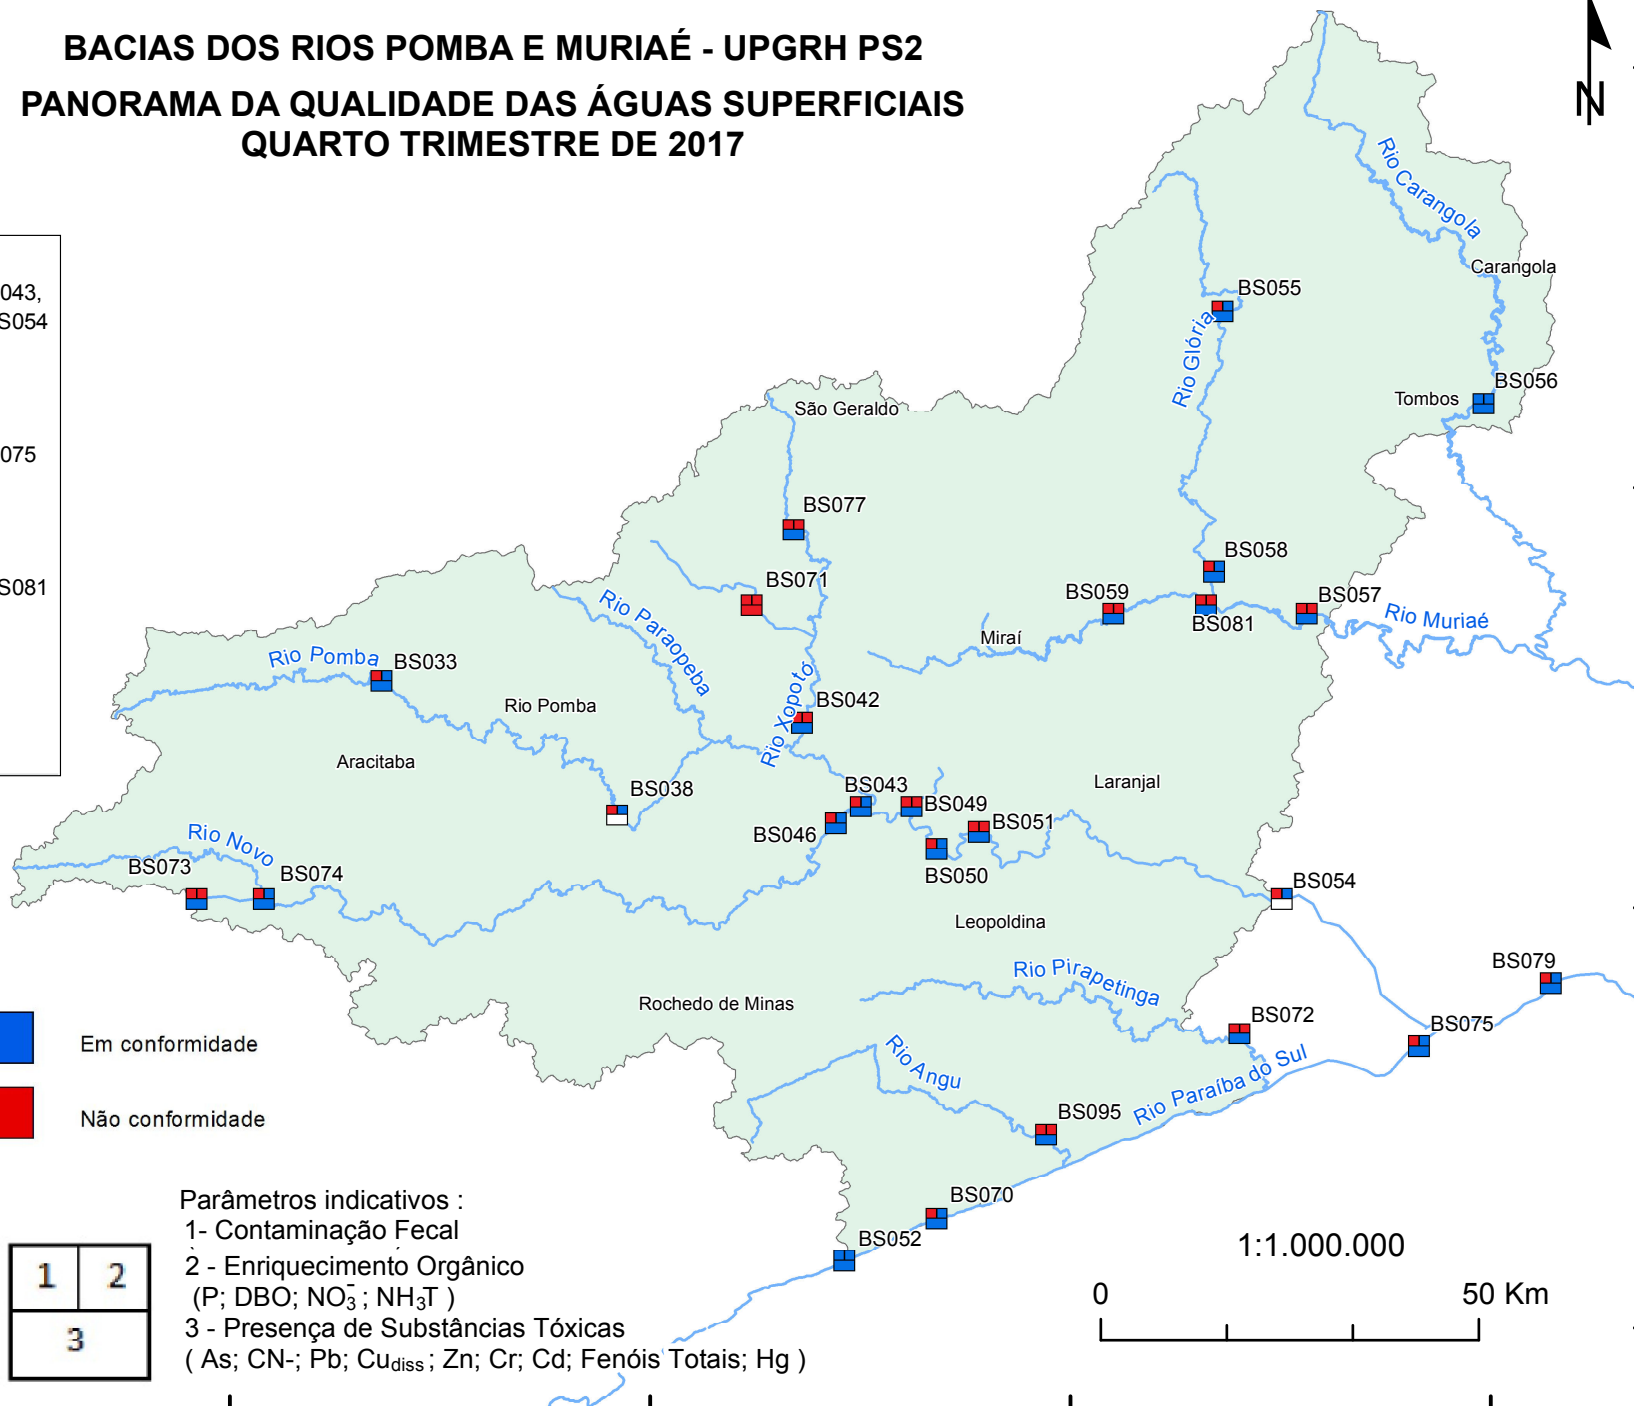 BACIAS DOS RIOS POMBA E MURIAÉ - UPGRH PS2
PANORAMA DA QUALIDADE DAS ÁGUAS SUPERFICIAIS
QUARTO TRIMESTRE DE 2017
N
043,
S054
075
S081
Rio Carangola
Carangola
BS055
Rio Glória
BS056
Tombos
São Geraldo
BS077
BS058
BS071
BS059
BS057
Rio Paraopeba
BS081
Rio Muriaé
Miraí
Rio Pomba
BS033
Rio Xopotó
BS042
Rio Pomba
Aracitaba
BS038
BS043
Laranjal
BS049
BS046
BS051
Rio Novo
BS073
BS074
BS050
BS054
Leopoldina
BS079
Rio Pirapetinga
Rochedo de Minas
BS072
BS075
Rio Angu
Rio Paraíba do Sul
BS095
BS070
BS052
Em conformidade
Não conformidade
1 2
3
Parâmetros indicativos :
1- Contaminação Fecal
2 - Enriquecimento Orgânico
(P; DBO; NO₃⁻; NH₃T )
3 - Presença de Substâncias Tóxicas
( As; CN-; Pb; Cudiss ; Zn; Cr; Cd; Fenóis Totais; Hg )
1:1.000.000
0 50 Km